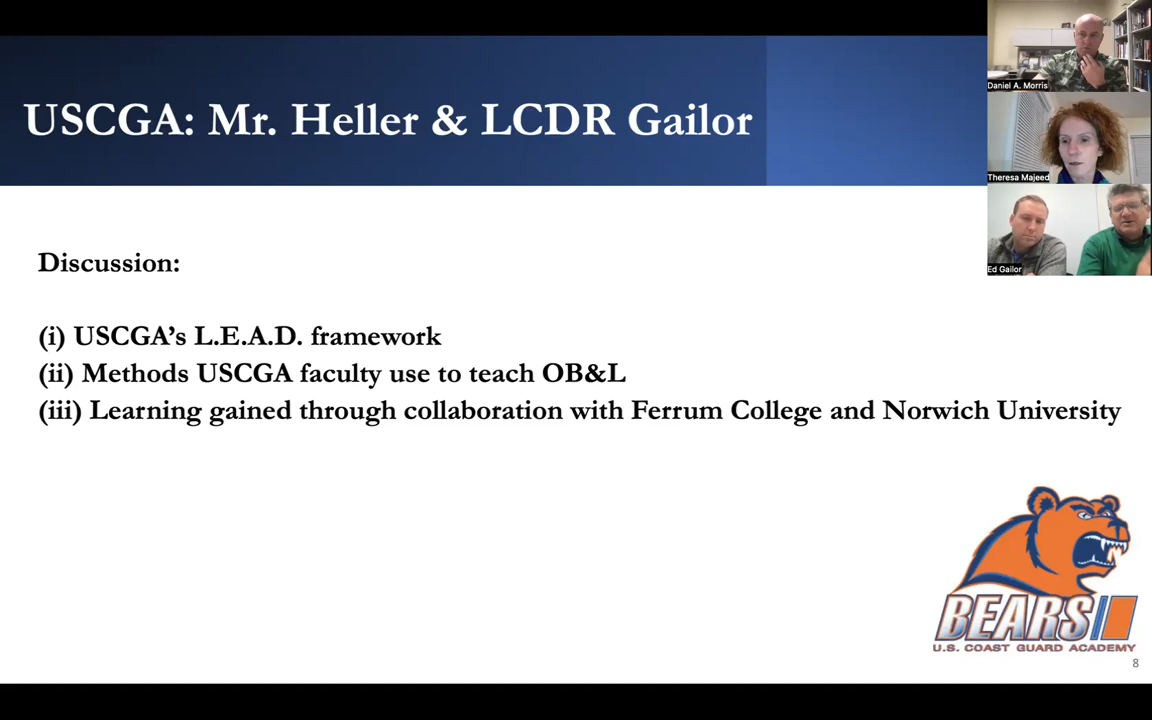 USCGA: Mr. Heller & LCDR Gailor
Daniel A. Morris
Theresa Majeed
Ed Gailor
Discussion:
(i) USCGA’s L.E.A.D. framework
(ii) Methods USCGA faculty use to teach OB&L
(iii) Learning gained through collaboration with Ferrum College and Norwich University
BEARS
U.S. COAST GUARD ACADEMY
8